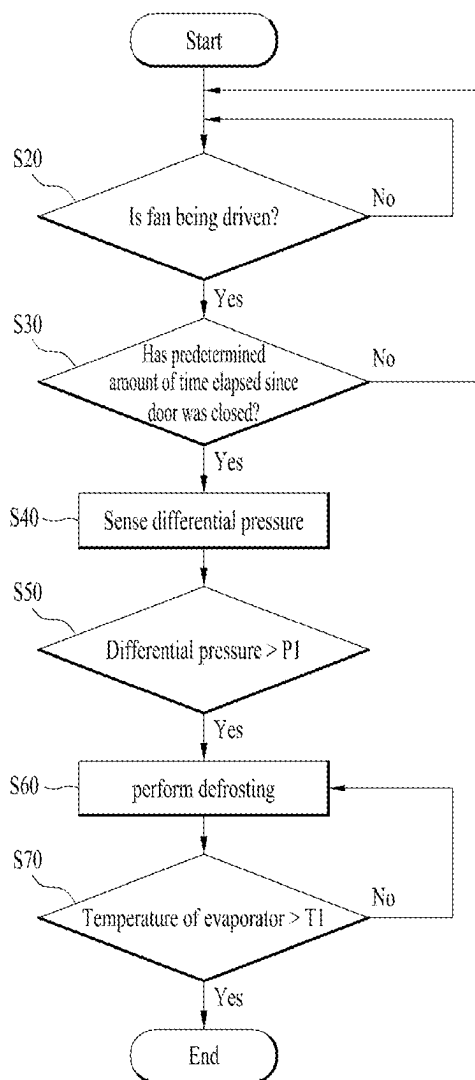 Start
S20
Is fan being driven?
No
Yes
S30
Has predetermined
amount of time elapsed since
door was closed?
No
Yes
S40
Sense differential pressure
S50
Differential pressure > P1
Yes
S60
perform defrosting
S70
Temperature of evaporator > T1
No
Yes
End